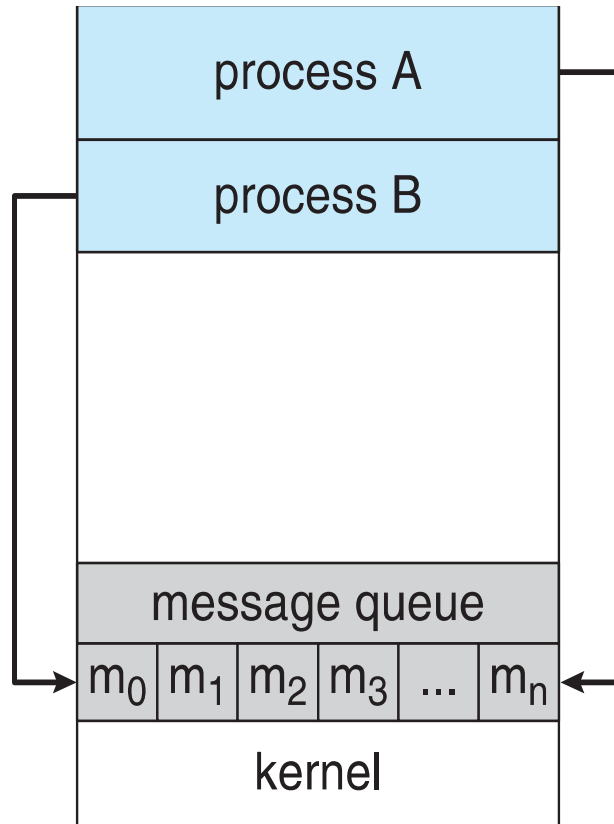 process A
process B
message queue
m₀ m₁ m₂ m₃ ... mₙ
kernel